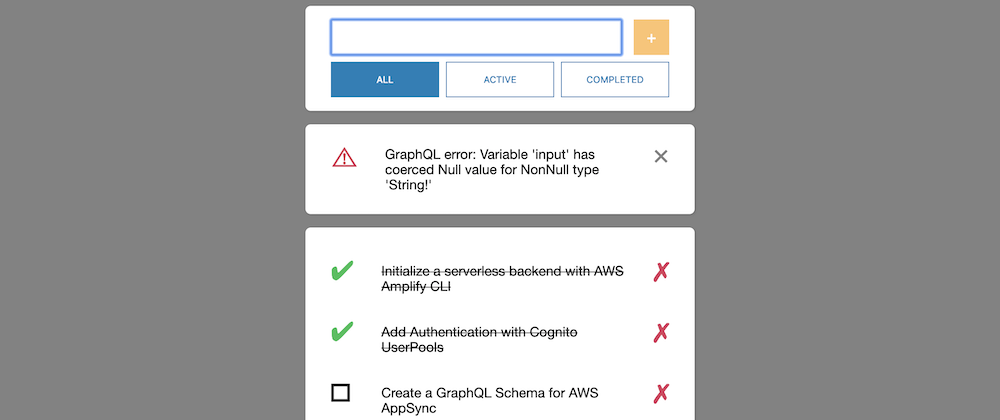 +
ALL
ACTIVE
COMPLETED
GraphQL error: Variable 'input' has
coerced Null value for NonNull type
'String!'
Initialize a serverless backend with AWS
Amplify CLI
Add Authentication with Cognito
UserPools
Create a GraphQL Schema for AWS
AppSync